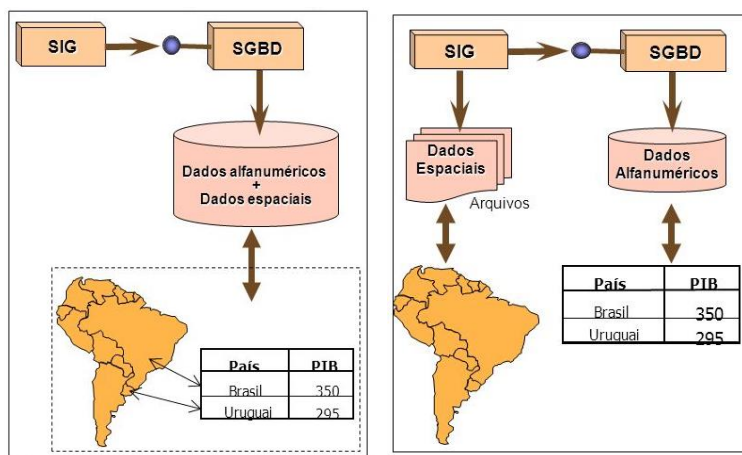 SIG
SGBD
Dados alfanuméricos
+
Dados espaciais
País PIB
Brasil 350
Uruguai 295
SIG
SGBD
Dados
Espaciais
Arquivos
Dados
Alfanuméricos
País PIB
Brasil 350
Uruguai 295